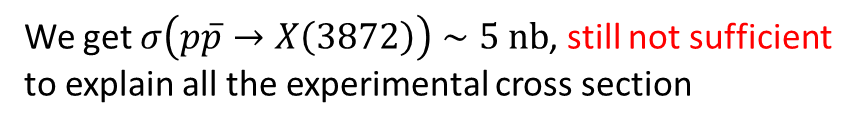 We get σ(pp̄ → X(3872)) ~ 5 nb, still not sufficient
to explain all the experimental cross section